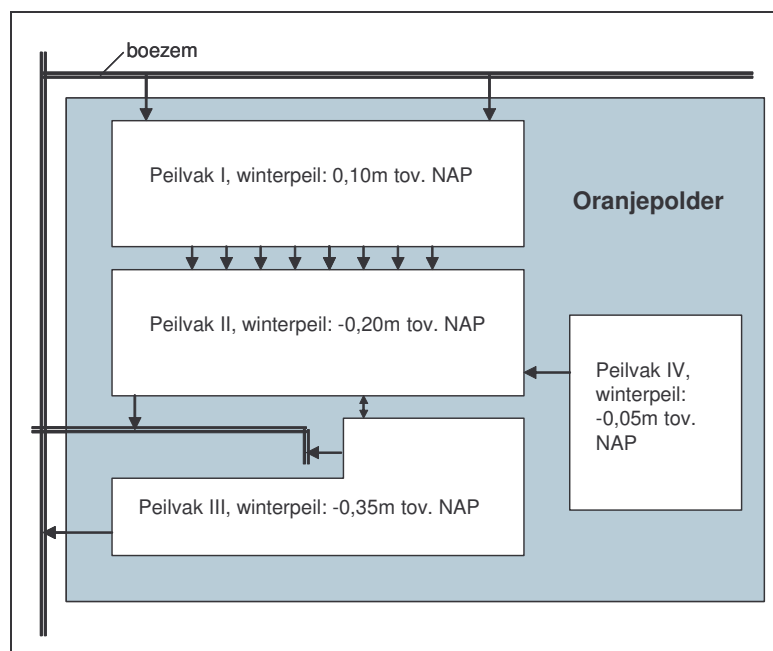 boezem
Peilvak I, winterpeil: 0,10m tov. NAP
Oranjepolder
Peilvak II, winterpeil: -0,20m tov. NAP
Peilvak IV,
winterpeil:
-0,05m tov.
NAP
Peilvak III, winterpeil: -0,35m tov. NAP